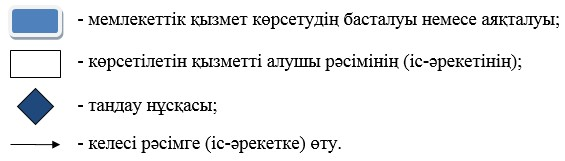 - мемлекеттік қызмет көрсетудің басталуы немесе аяқталуы;
- көрсетілетін қызметті алушы рәсімінің (іс-әрекетінің);
- таңдау нұсқасы;
- келесі рәсімге (іс-әрекетке) өту.